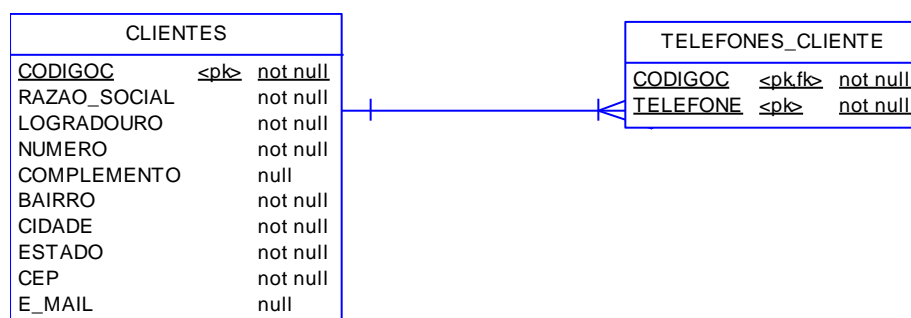 CLIENTES
CODIGOC <pk> not null
RAZAO_SOCIAL not null
LOGRADOURO not null
NUMERO not null
COMPLEMENTO null
BAIRRO not null
CIDADE not null
ESTADO not null
CEP not null
E_MAIL null
TELEFONES_CLIENTE
CODIGOC <pk,fk> not null
TELEFONE <pk> not null